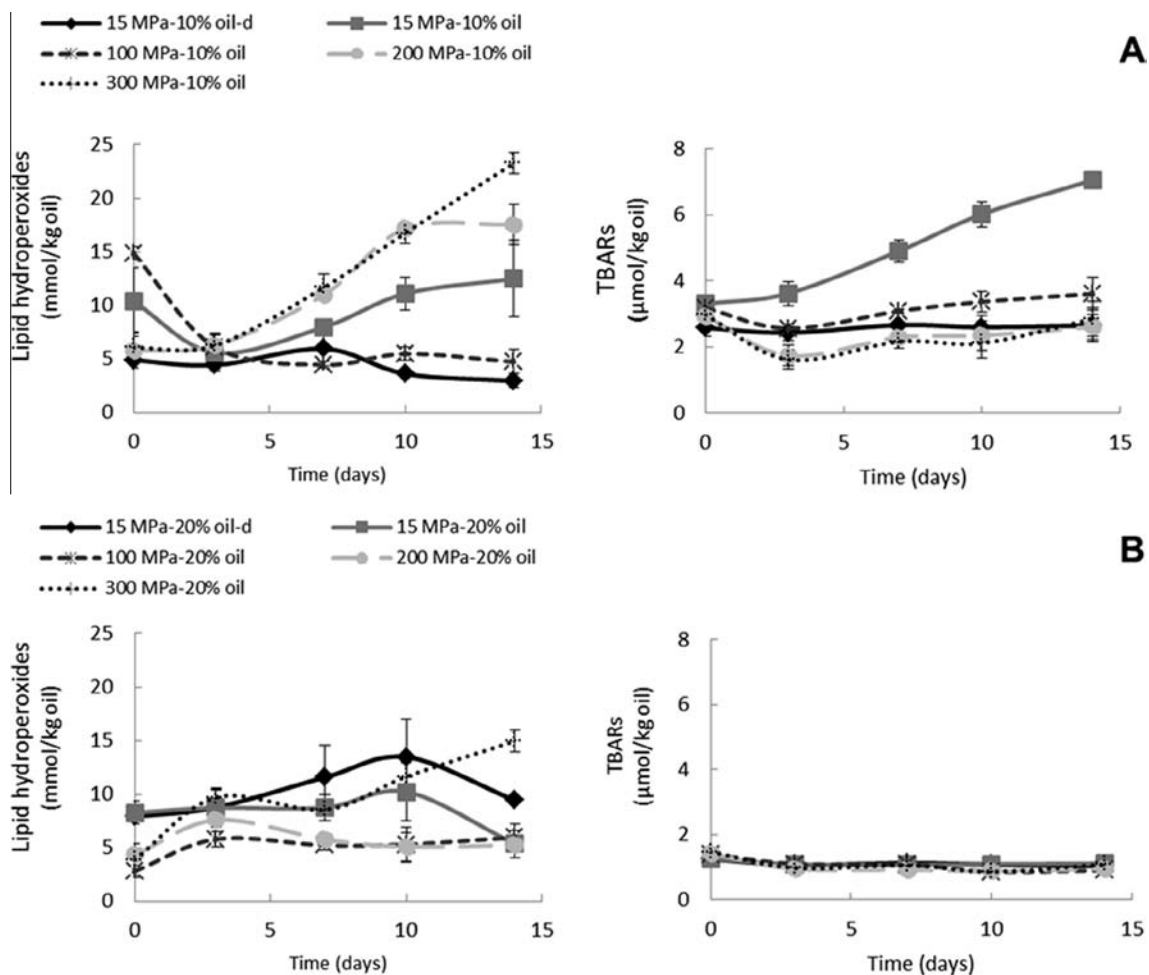 15 MPa-10% oil-d
15 MPa-10% oil
100 MPa-10% oil
200 MPa-10% oil
300 MPa-10% oil
A
Lipid hydroperoxides
(mmol/kg oil)
25
20
15
10
5
0
0 5 10 15
Time (days)
TBARs
(µmol/kg oil)
8
6
4
2
0
0 5 10 15
Time (days)
15 MPa-20% oil-d
15 MPa-20% oil
100 MPa-20% oil
200 MPa-20% oil
300 MPa-20% oil
B
Lipid hydroperoxides
(mmol/kg oil)
25
20
15
10
5
0
0 5 10 15
Time (days)
TBARs
(µmol/kg oil)
8
6
4
2
0
0 5 10 15
Time (days)